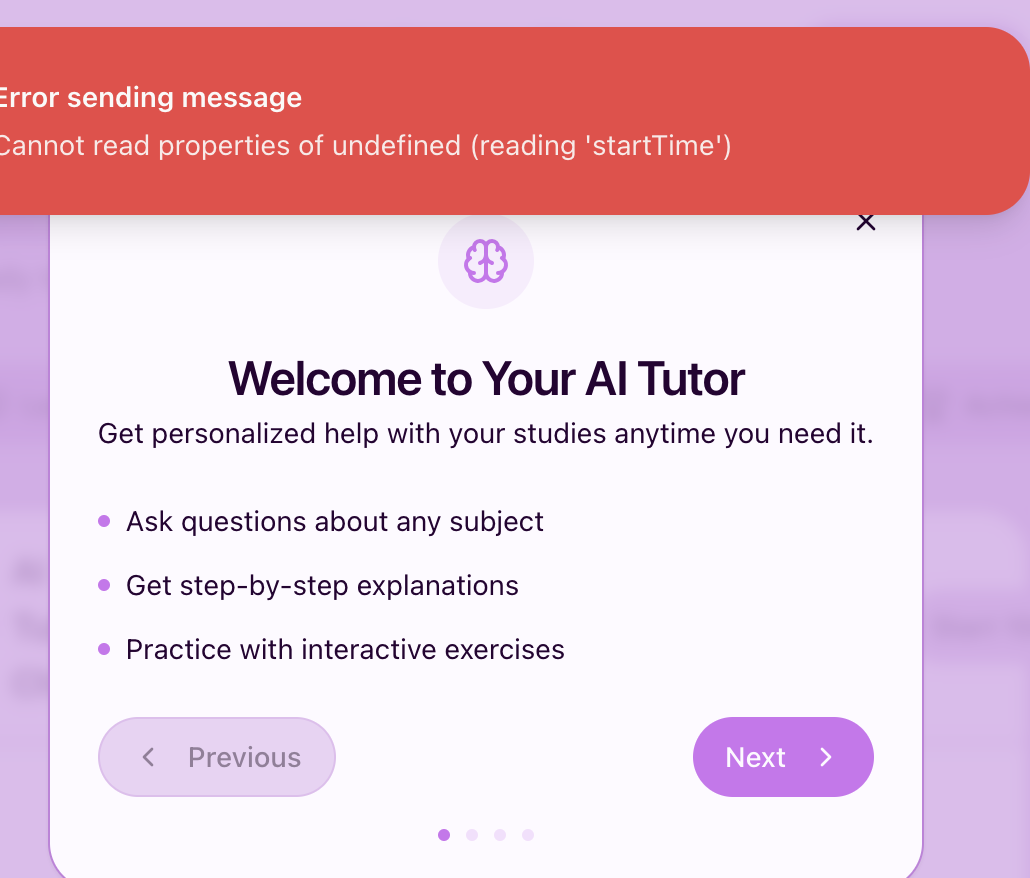 Error sending message
Cannot read properties of undefined (reading 'startTime')
Welcome to Your AI Tutor
Get personalized help with your studies anytime you need it.
Ask questions about any subject
Get step-by-step explanations
Practice with interactive exercises
Previous
Next